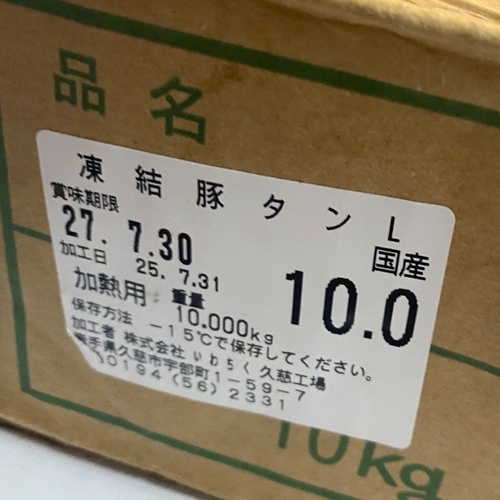 品名
凍結豚タンL
賞味期限
27. 7.30
国産
加工日 25. 7.31
加熱用 重量 10.0
10.000kg
保存方法 -15℃で保存してください。
加工者 株式会社 いわちく 久慈工場
岩手県久慈市宇部町1-59-7
0194(56)2331
10kg